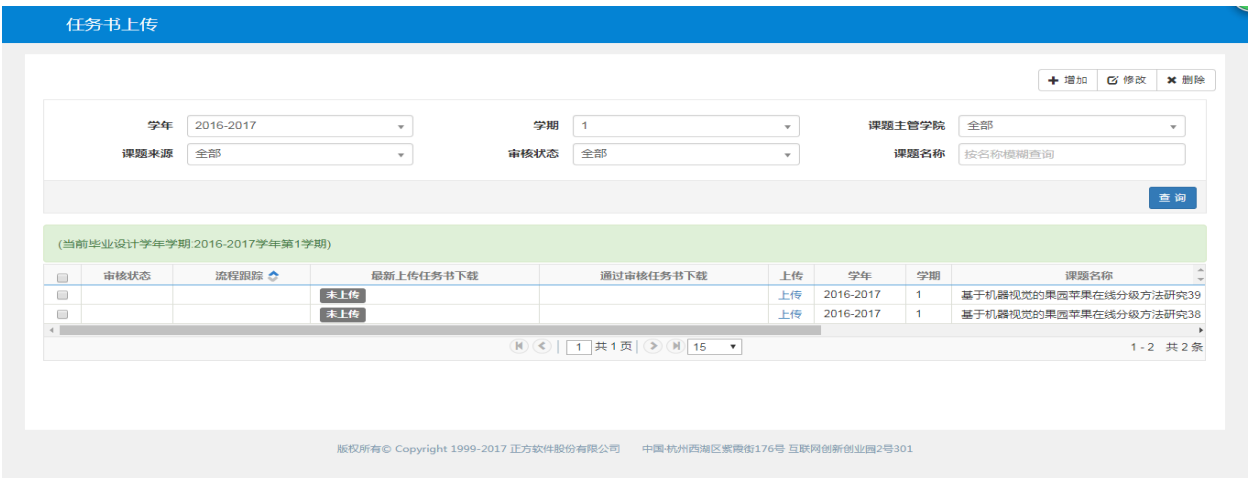 任务书上传
增加 修改 删除
学年 2016-2017 学期 1 课题主管学院 全部
课题来源 全部 审核状态 全部 课题名称 按名称模糊查询
查 询
(当前毕业设计学年学期:2016-2017学年第1学期)
审核状态 流程跟踪 最新上传任务书下载 通过审核任务书下载 上传 学年 学期 课题名称
未上传 上传 2016-2017 1 基于机器视觉的果园苹果在线分级方法研究39
未上传 上传 2016-2017 1 基于机器视觉的果园苹果在线分级方法研究38
1 共 1 页 15 1 - 2 共 2 条
版权所有© Copyright 1999-2017 正方软件股份有限公司 中国·杭州西湖区紫霞街176号 互联网创新创业园2号301